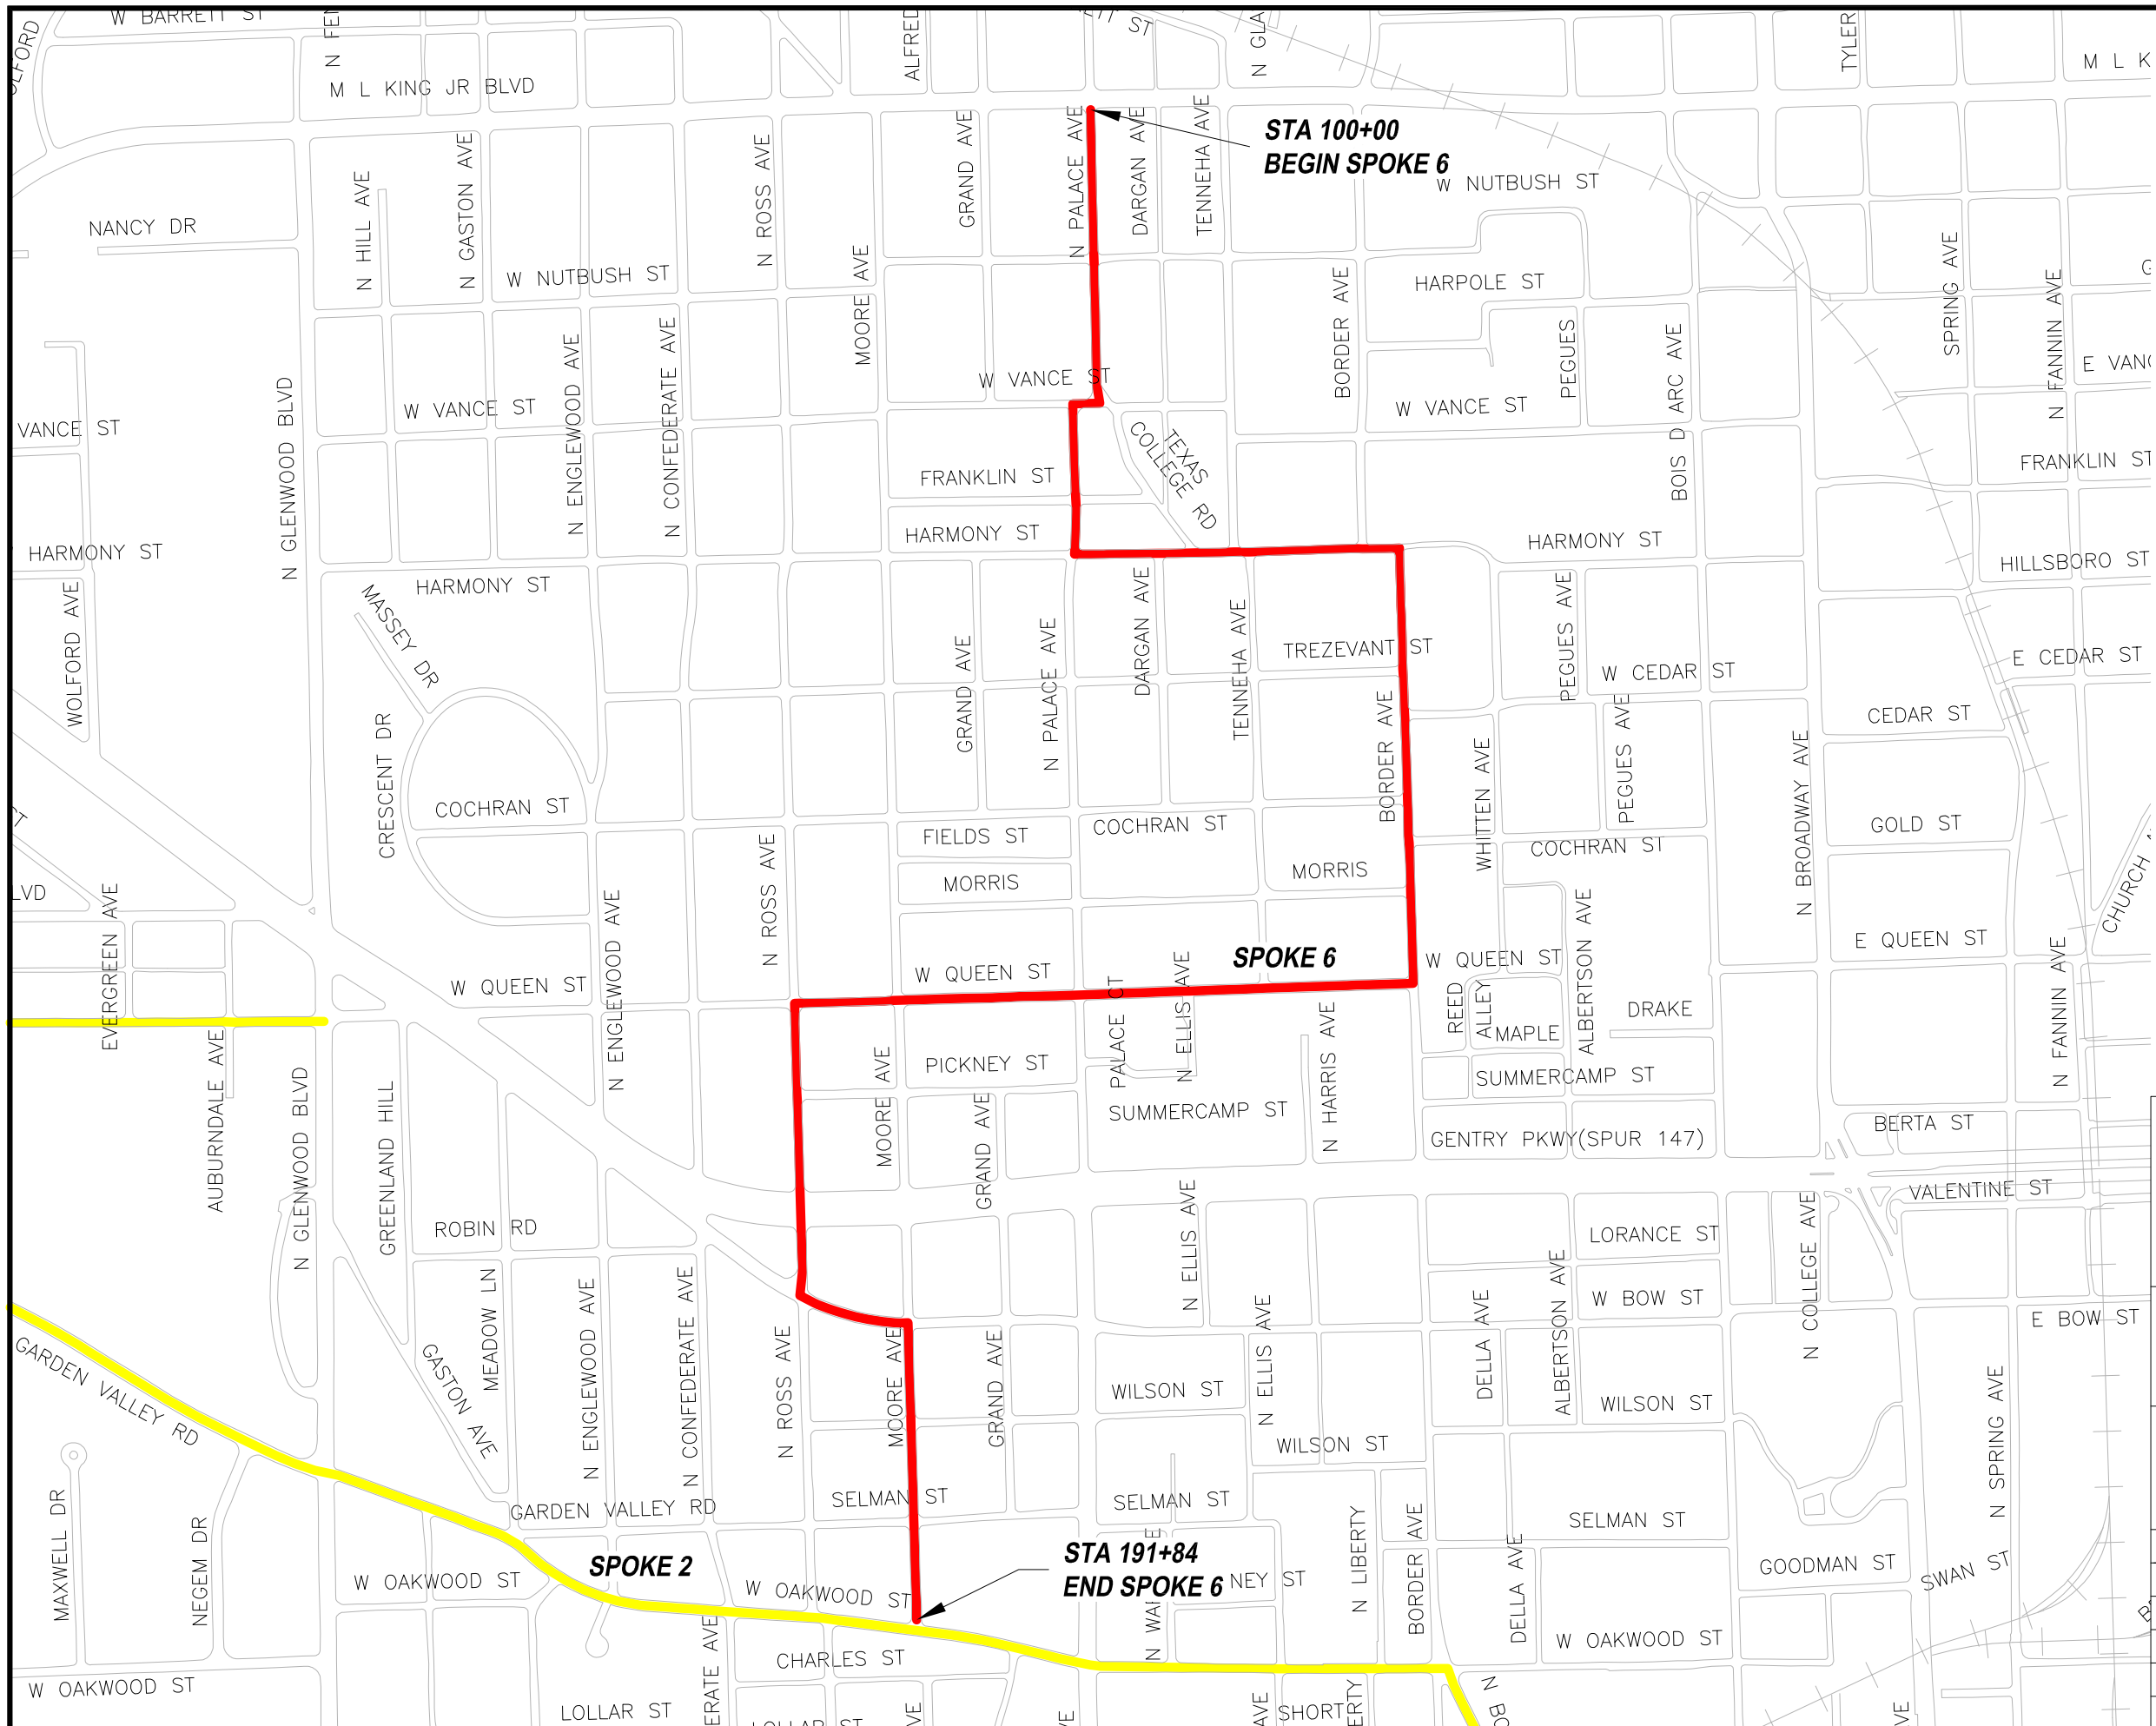 W BARRETT ST
M L KING JR BLVD
M L K
TYLER
ALFRED
N PALACE AVE
DARGAN AVE
TENNEHA AVE
GRAND AVE
N ROSS AVE
N GASTON AVE
N HILL AVE
STA 100+00
BEGIN SPOKE 6
W NUTBUSH ST
NANCY DR
W NUTBUSH ST
MOORE AVE
HARPOLE ST
BORDER AVE
SPRING AVE
N FANNIN AVE
PEGUES
BOIS D ARC AVE
N ENGLEWOOD AVE
N CONFEDERATE AVE
N GLENWOOD BLVD
W VANCE ST
W VANCE ST
W VANCE ST
VANCE ST
TEXAS
COLLEGE RD
FRANKLIN ST
FRANKLIN ST
HARMONY ST
HARMONY ST
HARMONY ST
HARMONY ST
HILLSBORO ST
WOLFORD AVE
MASSEY DR
GRAND AVE
N PALACE AVE
DARGAN AVE
TENNEHA AVE
TREZEVANT ST
PEGUES AVE
W CEDAR ST
E CEDAR ST
CEDAR ST
CRESCENT DR
BORDER AVE
WHITTEN AVE
PEGUES AVE
N BROADWAY AVE
COCHRAN ST
FIELDS ST
COCHRAN ST
COCHRAN ST
GOLD ST
MORRIS
MORRIS
LVD
EVERGREEN AVE
N ENGLEWOOD AVE
N ROSS AVE
ALBERTSON AVE
CHURCH
SPOKE 6
W QUEEN ST
W QUEEN ST
W QUEEN ST
E QUEEN ST
N FANNIN AVE
PALACE CT
N ELLIS AVE
N HARRIS AVE
REED
ALLEY
MAPLE
DRAKE
AUBURNDALE AVE
N GLENWOOD BLVD
GREENLAND HILL
MOORE AVE
PICKNEY ST
GRAND AVE
SUMMERCAMP ST
SUMMERCAMP ST
GENTRY PKWY(SPUR 147)
BERTA ST
VALENTINE ST
ROBIN RD
N ELLIS AVE
LORANCE ST
N COLLEGE AVE
MEADOW LN
N ENGLEWOOD AVE
N CONFEDERATE AVE
N ROSS AVE
MOORE AVE
GRAND AVE
N ELLIS AVE
DELLA AVE
ALBERTSON AVE
W BOW ST
E BOW ST
GARDEN VALLEY RD
GASTON AVE
WILSON ST
WILSON ST
WILSON ST
N SPRING AVE
MAXWELL DR
NEGEM DR
GARDEN VALLEY RD
SELMAN ST
SELMAN ST
SELMAN ST
N LIBERTY
BORDER AVE
DELLA AVE
STA 191+84
END SPOKE 6
NEY ST
GOODMAN ST
SWAN ST
SPOKE 2
W OAKWOOD ST
W OAKWOOD ST
W OAKWOOD ST
W OAKWOOD ST
CHARLES ST
LOLLAR ST
SHORT